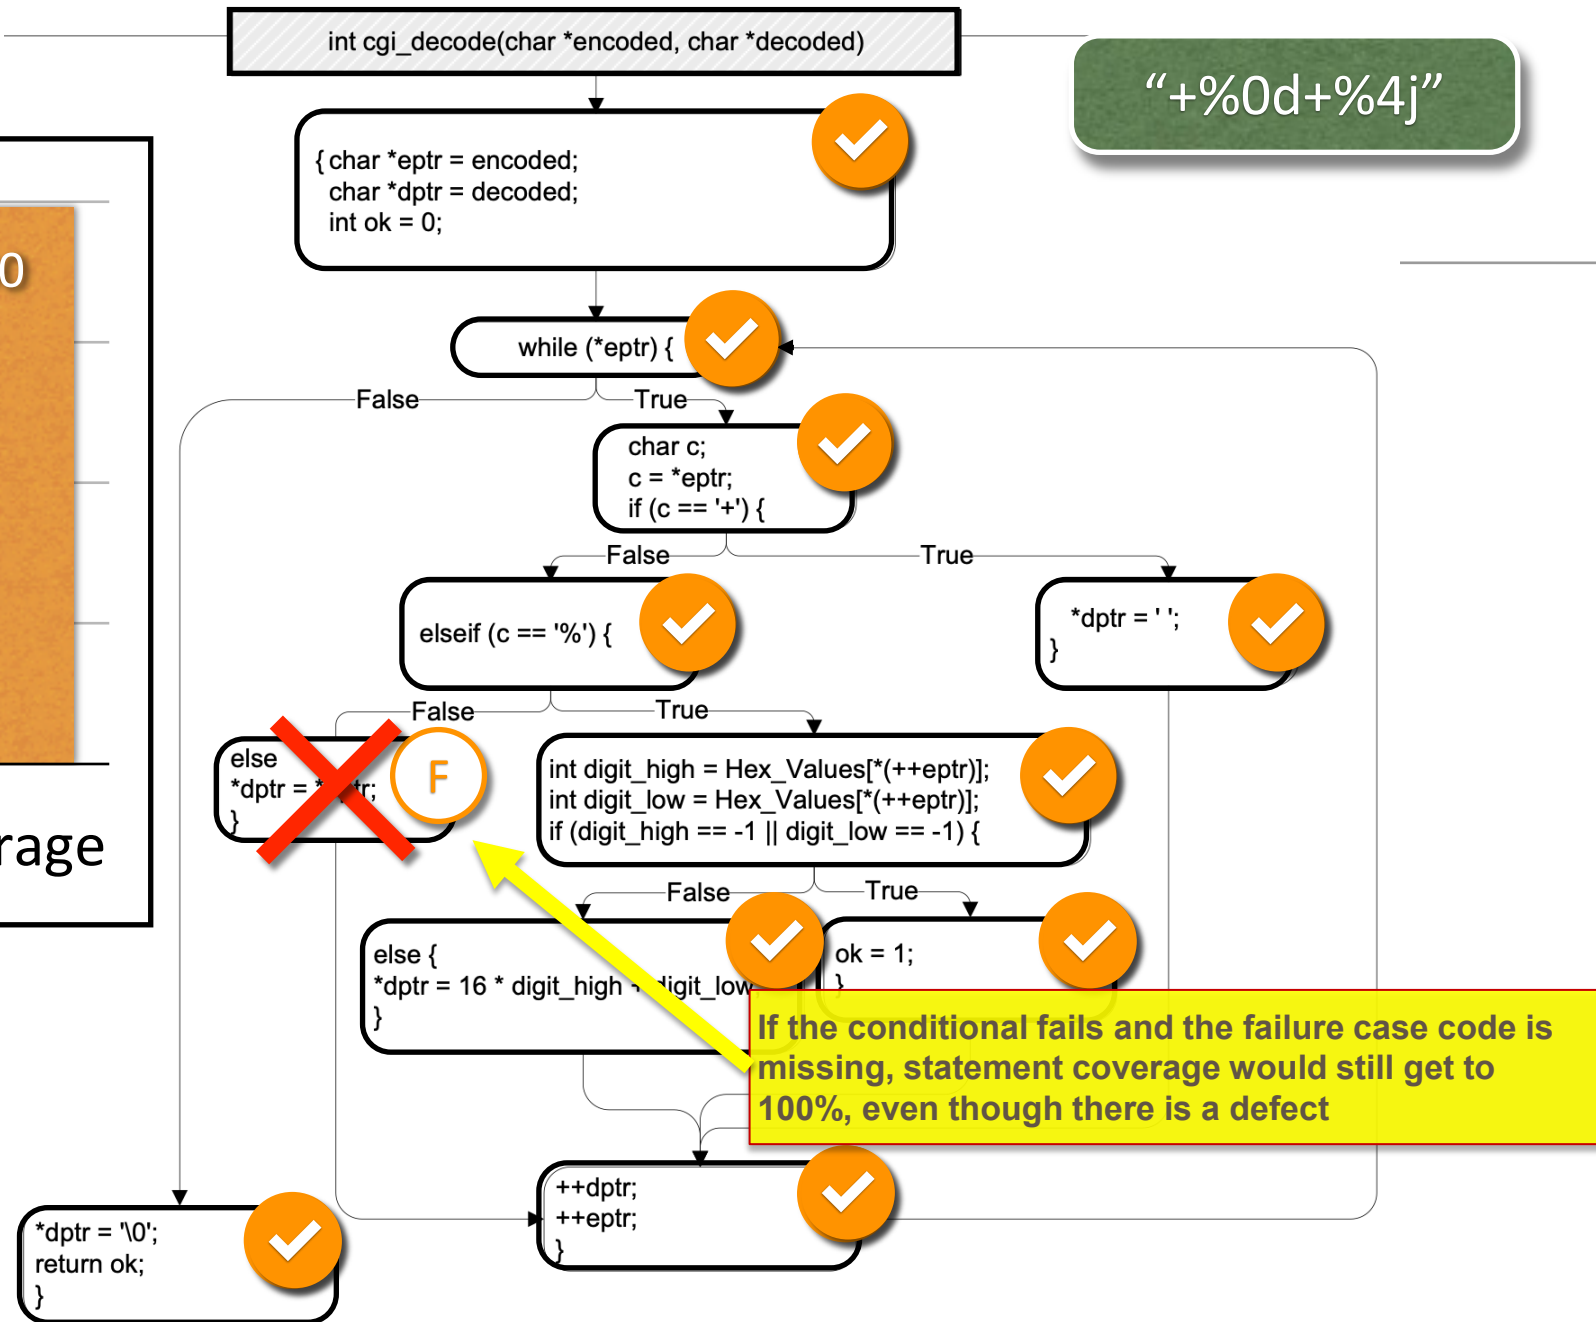 int cgi_decode(char *encoded, char *decoded)
“+%0d+%4j”
{ char *eptr = encoded;
char *dptr = decoded;
int ok = 0;
0
while (*eptr) {
False
True
char c;
c = *eptr;
if (c == '+') {
False
True
elseif (c == '%') {
*dptr = ' ';
}
False
True
else
*dptr =
}
F
int digit_high = Hex_Values[*(++eptr)];
int digit_low = Hex_Values[*(++eptr)];
if (digit_high == -1 || digit_low == -1) {
rage
False
True
else {
*dptr = 16 * digit_high + digit_low
}
ok = 1;
}
If the conditional fails and the failure case code is
missing, statement coverage would still get to
100%, even though there is a defect
++dptr;
++eptr;
}
*dptr = '\0';
return ok;
}